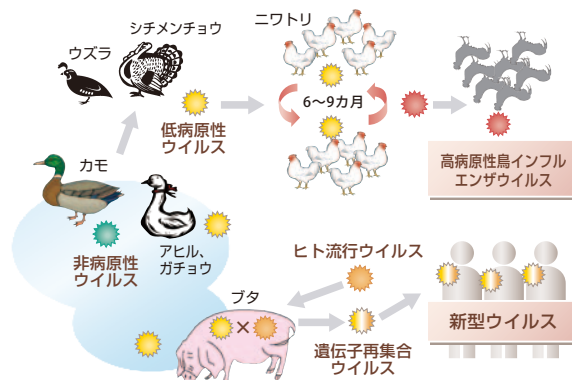 シチメンチョウ
ウズラ
ニワトリ
低病原性
ウイルス
6〜9カ月
高病原性鳥インフル
エンザウイルス
カモ
非病原性
ウイルス
アヒル、
ガチョウ
ヒト流行ウイルス
ブタ
×
遺伝子再集合
ウイルス
新型ウイルス